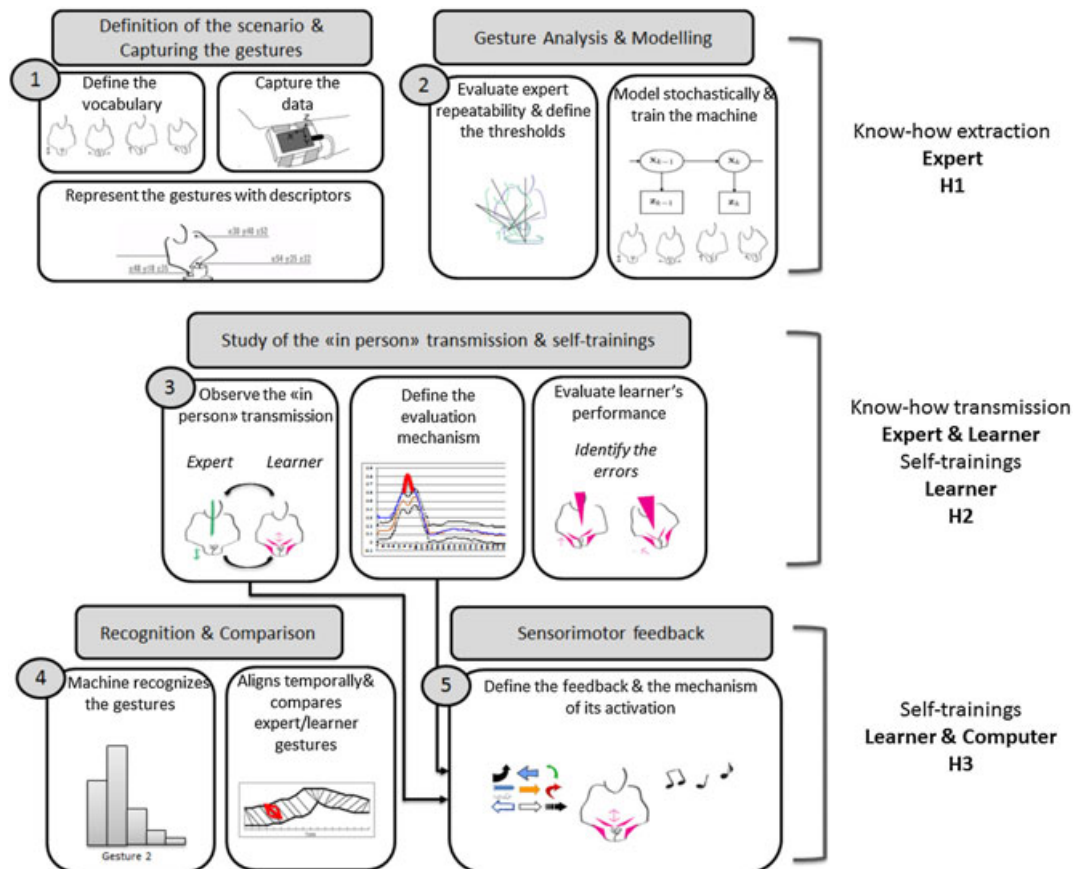 Definition of the scenario &
Capturing the gestures
1
Define the
vocabulary
Capture the
data
Represent the gestures with descriptors
Gesture Analysis & Modelling
2
Evaluate expert
repeatability & define
the thresholds
Model stochastically &
train the machine
Know-how extraction
Expert
H1
Study of the «in person» transmission & self-trainings
3
Observe the «in
person» transmission
Expert
Learner
Define the
evaluation
mechanism
Evaluate learner's
performance
Identify the
errors
Know-how transmission
Expert & Learner
Self-trainings
Learner
H2
Recognition & Comparison
4
Machine recognizes
the gestures
Gesture 2
Aligns temporally&
compares
expert/learner
gestures
Sensorimotor feedback
5
Define the feedback & the mechanism
of its activation
Self-trainings
Learner & Computer
H3